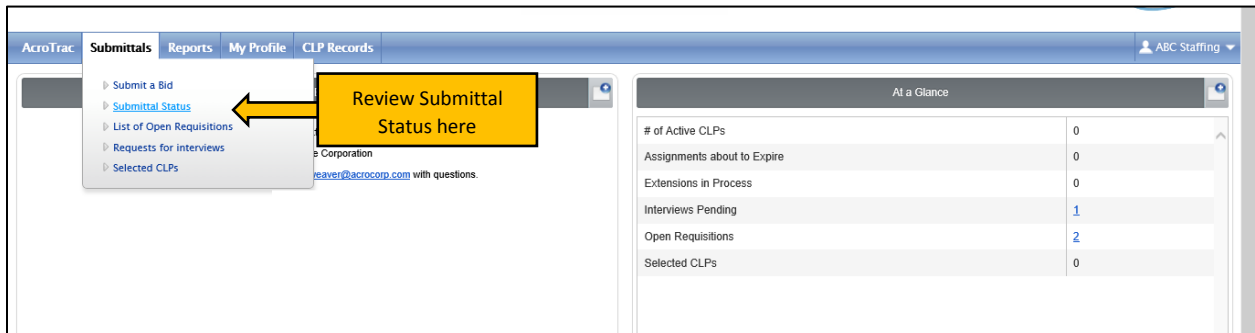 AcroTrac Submittals Reports My Profile CLP Records ABC Staffing
Submit a Bid
Submittal Status
List of Open Requisitions
Requests for interviews
Selected CLPs
Review Submittal
Status here
Corporation
eaver@acrocorp.com with questions.
At a Glance
# of Active CLPs 0
Assignments about to Expire 0
Extensions in Process 0
Interviews Pending 1
Open Requisitions 2
Selected CLPs 0